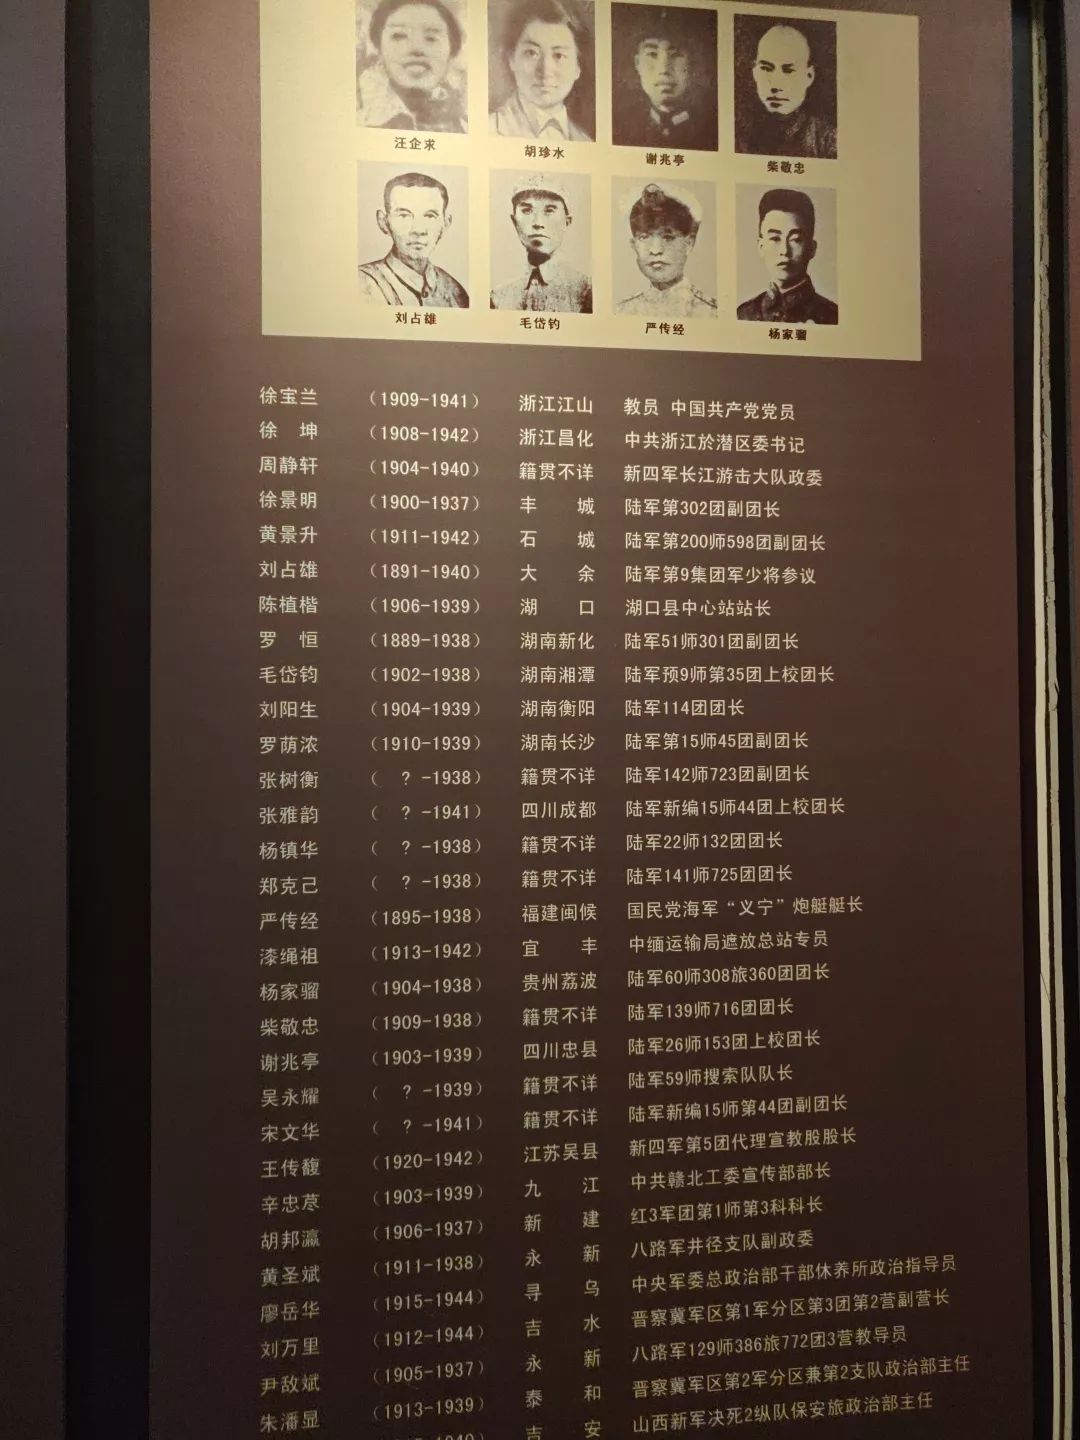 汪企求 胡珍水 谢兆亭 柴敬忠
刘占雄 毛岱钧 严传经 杨家骝
徐宝兰 （1909-1941） 浙江江山 教员 中国共产党党员
徐 坤 （1908-1942） 浙江昌化 中共浙江於潜区委书记
周静轩 （1904-1940） 籍贯不详 新四军长江游击大队政委
徐景明 （1900-1937） 丰 城 陆军第302团副团长
黄景升 （1911-1942） 石 城 陆军第200师598团副团长
刘占雄 （1891-1940） 大 余 陆军第9集团军少将参议
陈植楷 （1906-1939） 湖 口 湖口县中心站站长
罗 恒 （1889-1938） 湖南新化 陆军51师301团副团长
毛岱钧 （1902-1938） 湖南湘潭 陆军预9师第35团上校团长
刘阳生 （1904-1939） 湖南衡阳 陆军114团团长
罗荫浓 （1910-1939） 湖南长沙 陆军第15师45团副团长
张树衡 （ ? -1938） 籍贯不详 陆军142师723团副团长
张雅韵 （ ? -1941） 四川成都 陆军新编15师44团上校团长
杨镇华 （ ? -1938） 籍贯不详 陆军22师132团团长
郑克己 （ ? -1938） 籍贯不详 陆军141师725团团长
严传经 （1895-1938） 福建闽候 国民党海军“义宁”炮艇艇长
漆绳祖 （1913-1942） 宜 丰 中缅运输局遮放总站专员
杨家骝 （1904-1938） 贵州荔波 陆军60师308旅360团团长
柴敬忠 （1909-1938） 籍贯不详 陆军139师716团团长
谢兆亭 （1903-1939） 四川忠县 陆军26师153团上校团长
吴永耀 （ ? -1939） 籍贯不详 陆军59师搜索队队长
宋文华 （ ? -1941） 籍贯不详 陆军新编15师第44团副团长
王传馥 （1920-1942） 江苏吴县 新四军第5团代理宣教股股长
辛忠荩 （1903-1939） 九 江 中共赣北工委宣传部部长
胡邦瀛 （1906-1937） 新 建 红3军团第1师第3科科长
黄圣斌 （1911-1938） 永 新 八路军井径支队副政委
廖岳华 （1915-1944） 寻 乌 中央军委总政治部干部休养所政治指导员
刘万里 （1912-1944） 吉 水 晋察冀军区第1军分区第3团第2营副营长
尹敌斌 （1905-1937） 永 新 八路军129师386旅772团3营教导员
朱潘显 （1913-1939） 泰 和 晋察冀军区第2军分区兼第2支队政治部主任
吉 安 山西新军决死2纵队保安旅政治部主任